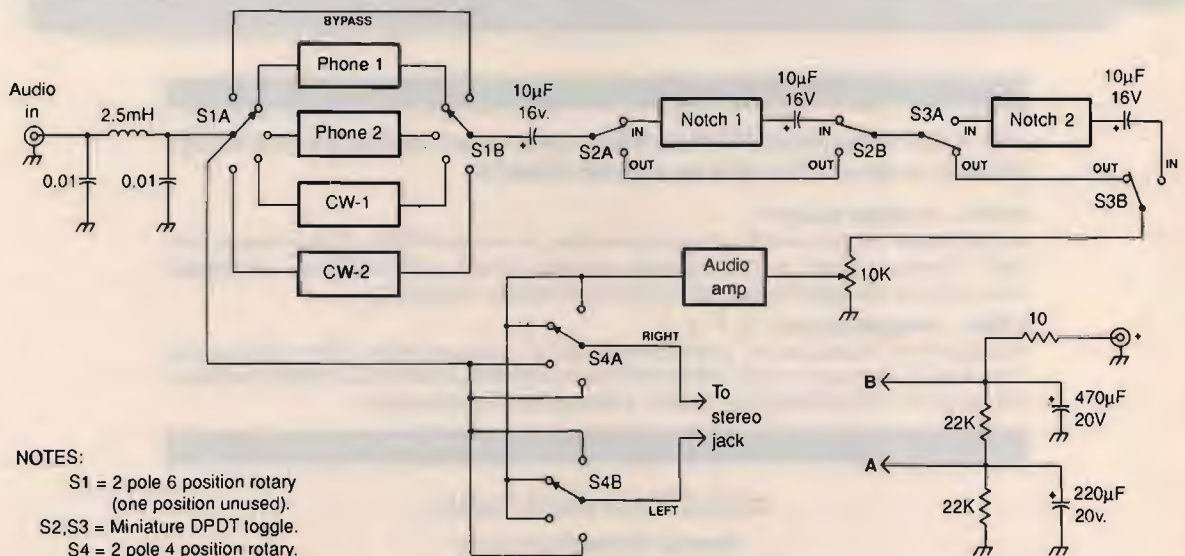 BYPASS
Phone 1
Audio
in
2.5mH
S1A
Phone 2
S1B
10µF
16v.
+
S2A
IN
OUT
Notch 1
10µF
16V
+
IN
OUT
S2B
S3A
IN
OUT
Notch 2
10µF
16V
+
IN
OUT
S3B
0.01
0.01
CW-1
CW-2
Audio
amp
10K
RIGHT
S4A
To
stereo
jack
S4B
LEFT
10
+
B
470µF
20V
+
22K
A
22K
220µF
20v.
+
NOTES:
S1 = 2 pole 6 position rotary
(one position unused).
S2,S3 = Miniature DPDT toggle.
S4 = 2 pole 4 position rotary.